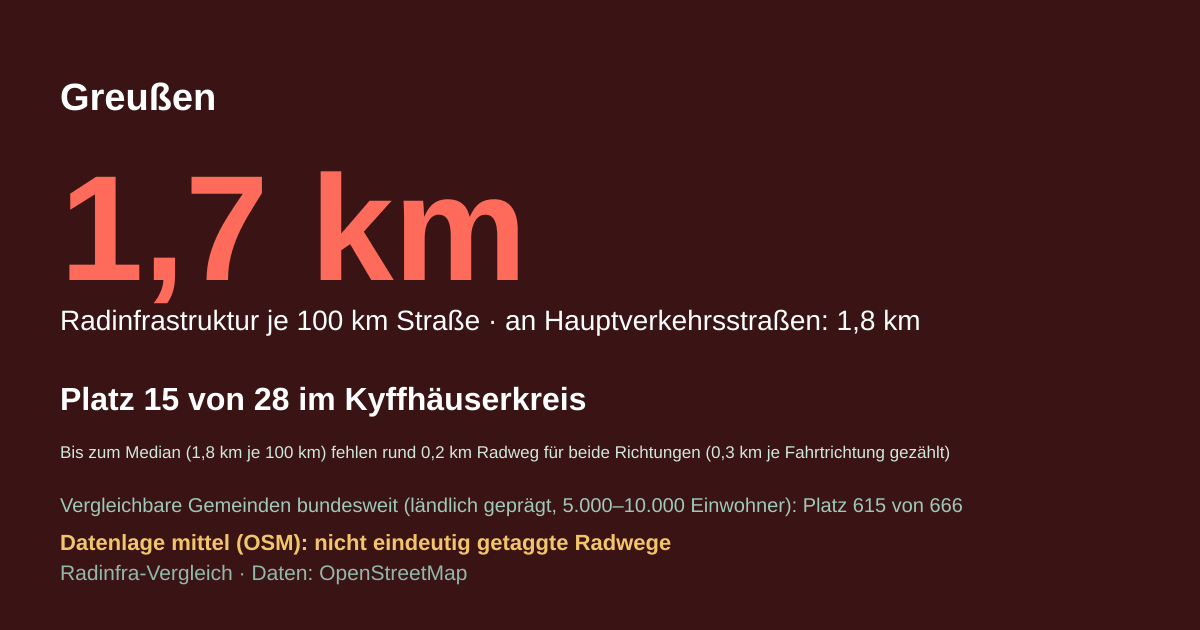 Greußen
1,7 km
Radinfrastruktur je 100 km Straße · an Hauptverkehrsstraßen: 1,8 km
Platz 15 von 28 im Kyffhäuserkreis
Bis zum Median (1,8 km je 100 km) fehlen rund 0,2 km Radweg für beide Richtungen (0,3 km je Fahrtrichtung gezählt)
Vergleichbare Gemeinden bundesweit (ländlich geprägt, 5.000–10.000 Einwohner): Platz 615 von 666
Datenlage mittel (OSM): nicht eindeutig getaggte Radwege
Radinfra-Vergleich · Daten: OpenStreetMap